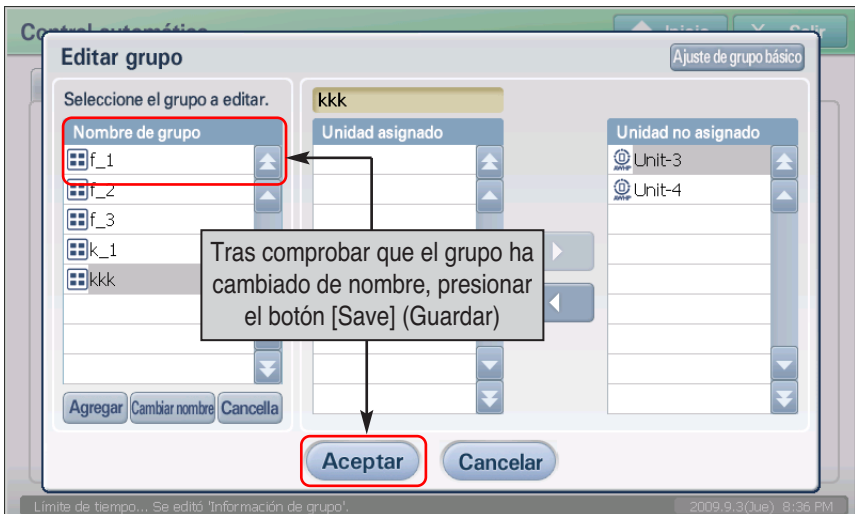 Control automático
Inicio
X Salir
Editar grupo
Ajuste de grupo básico
Seleccione el grupo a editar.
kkk
Nombre de grupo
Unidad asignado
Unidad no asignado
f_1
f_2
f_3
k_1
kkk
Unit-3
Unit-4
Tras comprobar que el grupo ha
cambiado de nombre, presionar
el botón [Save] (Guardar)
Agregar
Cambiar nombre
Cancella
Aceptar
Cancelar
Límite de tiempo... Se editó 'Información de grupo'.
2009.9.3(Jue) 8:36 PM